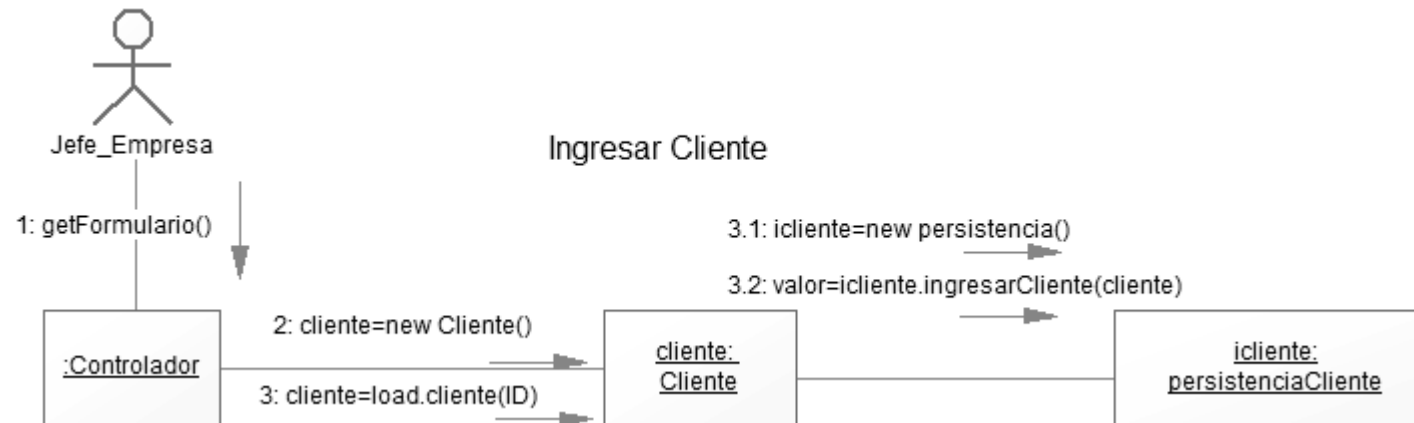 Jefe_Empresa
Ingresar Cliente
1: getFormulario()
3.1: icliente=new persistencia()
3.2: valor=icliente.ingresarCliente(cliente)
2: cliente=new Cliente()
:Controlador
cliente:
Cliente
icliente:
persistenciaCliente
3: cliente=load.cliente(ID)